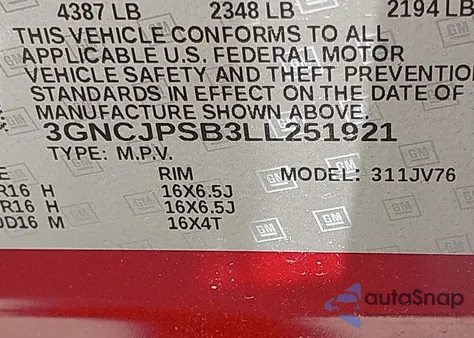 4387 LB 2348 LB 2194 LB
THIS VEHICLE CONFORMS TO ALL
APPLICABLE U.S. FEDERAL MOTOR
VEHICLE SAFETY AND THEFT PREVENTIO
STANDARDS IN EFFECT ON THE DATE OF
MANUFACTURE SHOWN ABOVE.
3GNCJPSB3LL251921
TYPE: M.P.V. MODEL: 311JV76
E RIM
R16 H 16X6.5J
R16 H 16X6.5J
D16 M 16X4T
GM
autoSnap